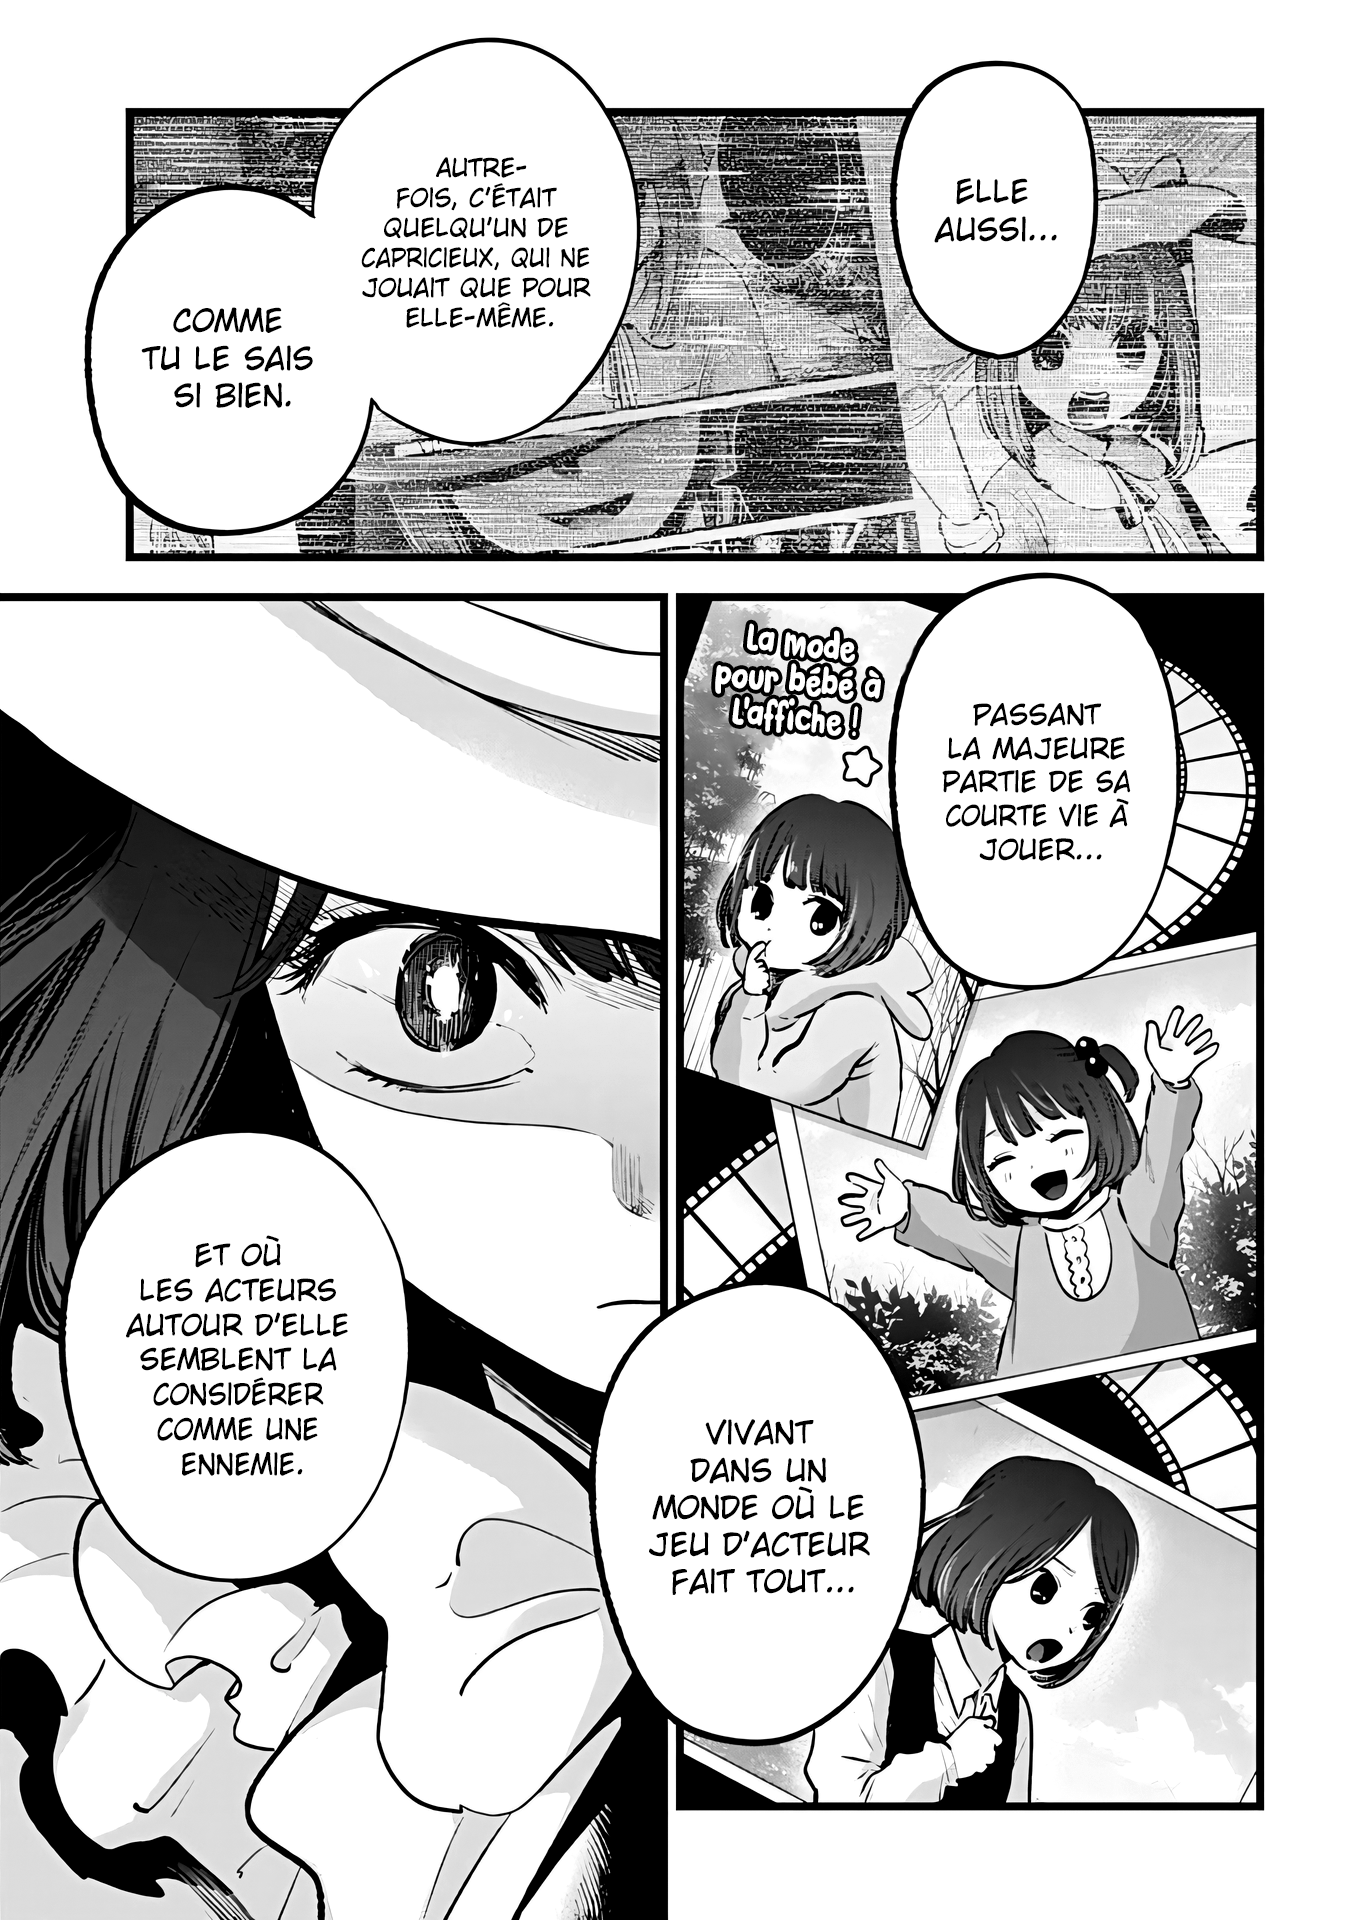 ELLE
AUSSI...
AUTRE-
FOIS, C'ÉTAIT
QUELQU'UN DE
CAPRICIEUX, QUI NE
JOUAIT QUE POUR
ELLE-MÊME.
COMME
TU LE SAIS
SI BIEN.
PASSANT
LA MAJEURE
PARTIE DE SA
COURTE VIE À
JOUER...
La mode
pour bébé à
l'affiche !
VIVANT
DANS UN
MONDE OÙ LE
JEU D'ACTEUR
FAIT TOUT...
ET OÙ
LES ACTEURS
AUTOUR D'ELLE
SEMBLENT LA
CONSIDÉRER
COMME UNE
ENNEMIE.